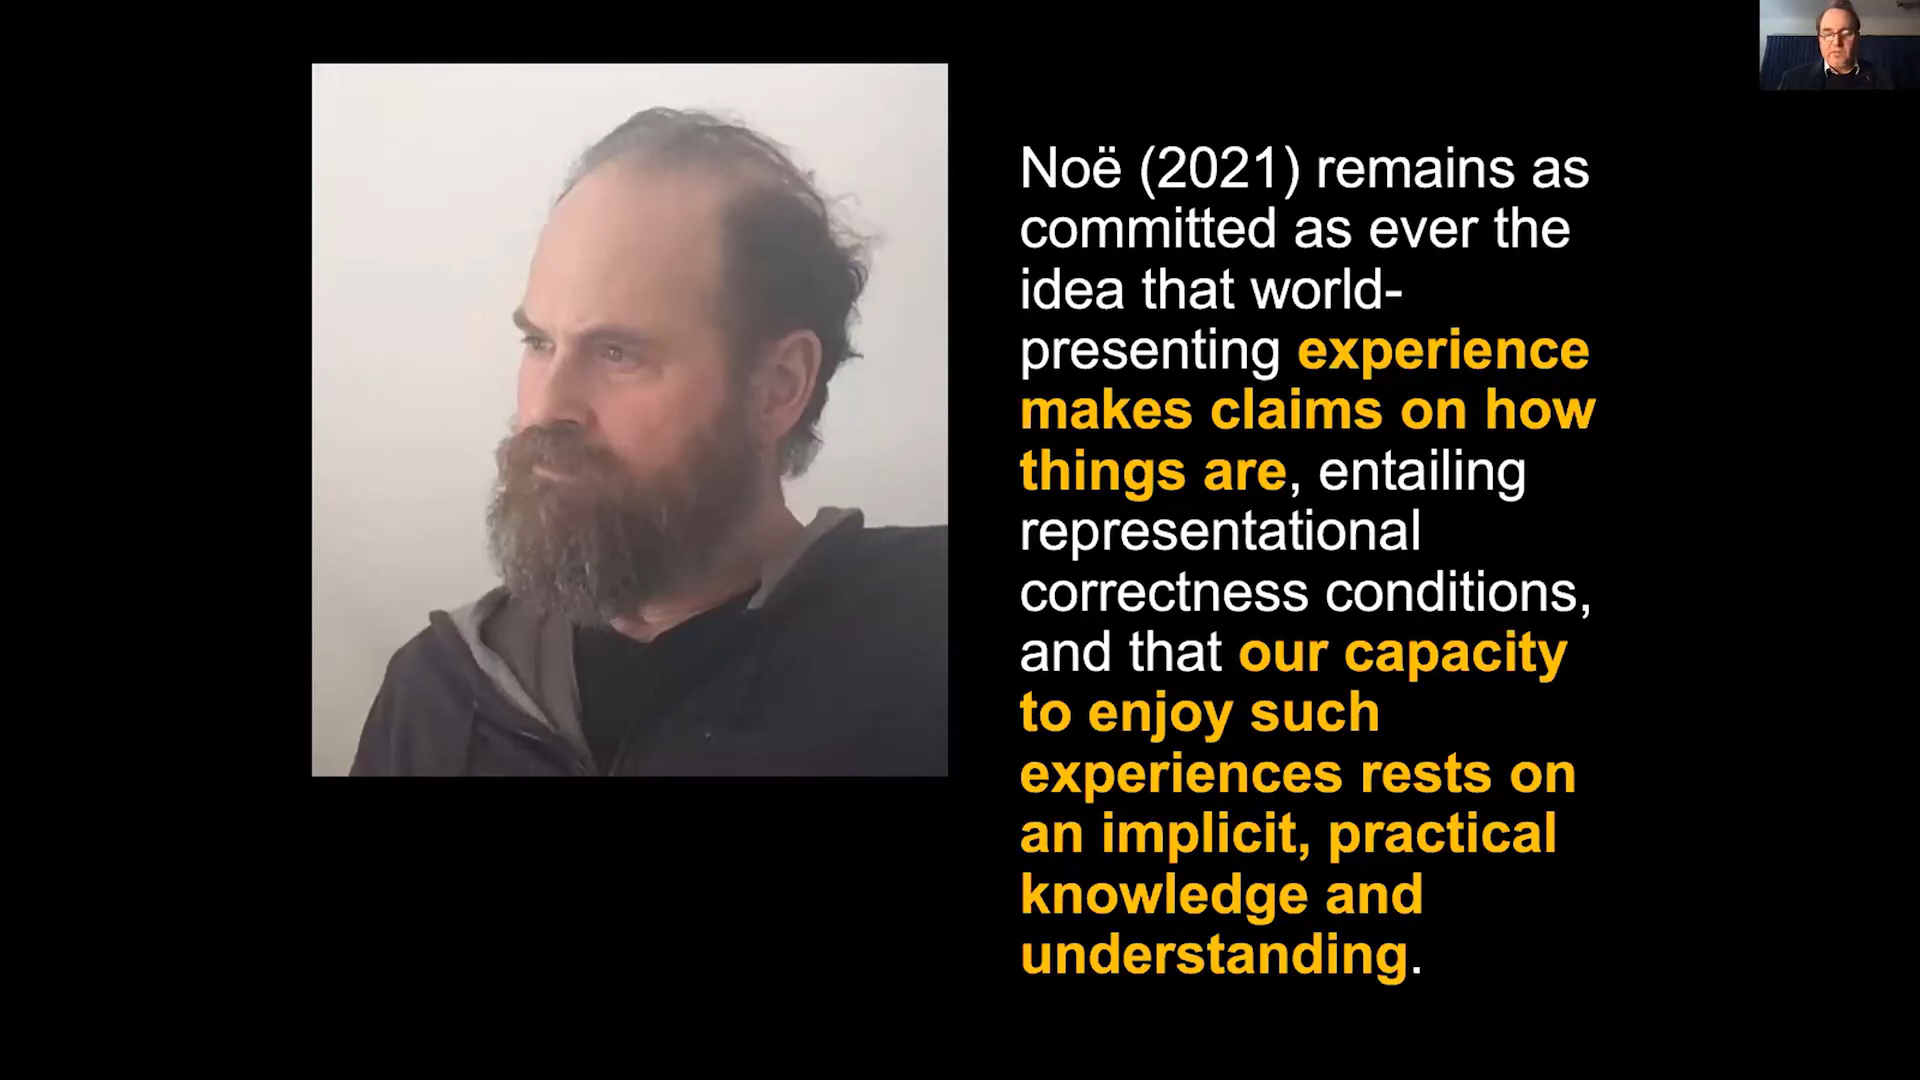 Noë (2021) remains as
committed as ever the
idea that world-
presenting experience
makes claims on how
things are, entailing
representational
correctness conditions,
and that our capacity
to enjoy such
experiences rests on
an implicit, practical
knowledge and
understanding.